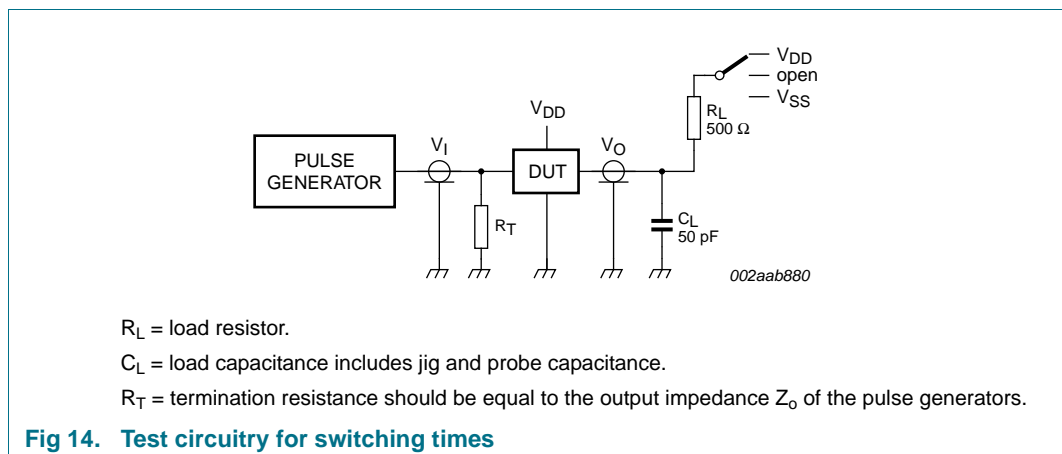 VDD
open
VSS
RL
500 Ω
VDD
VI
VO
PULSE
GENERATOR
DUT
RT
CL
50 pF
002aab880
RL = load resistor.
CL = load capacitance includes jig and probe capacitance.
RT = termination resistance should be equal to the output impedance Zo of the pulse generators.
Fig 14. Test circuitry for switching times